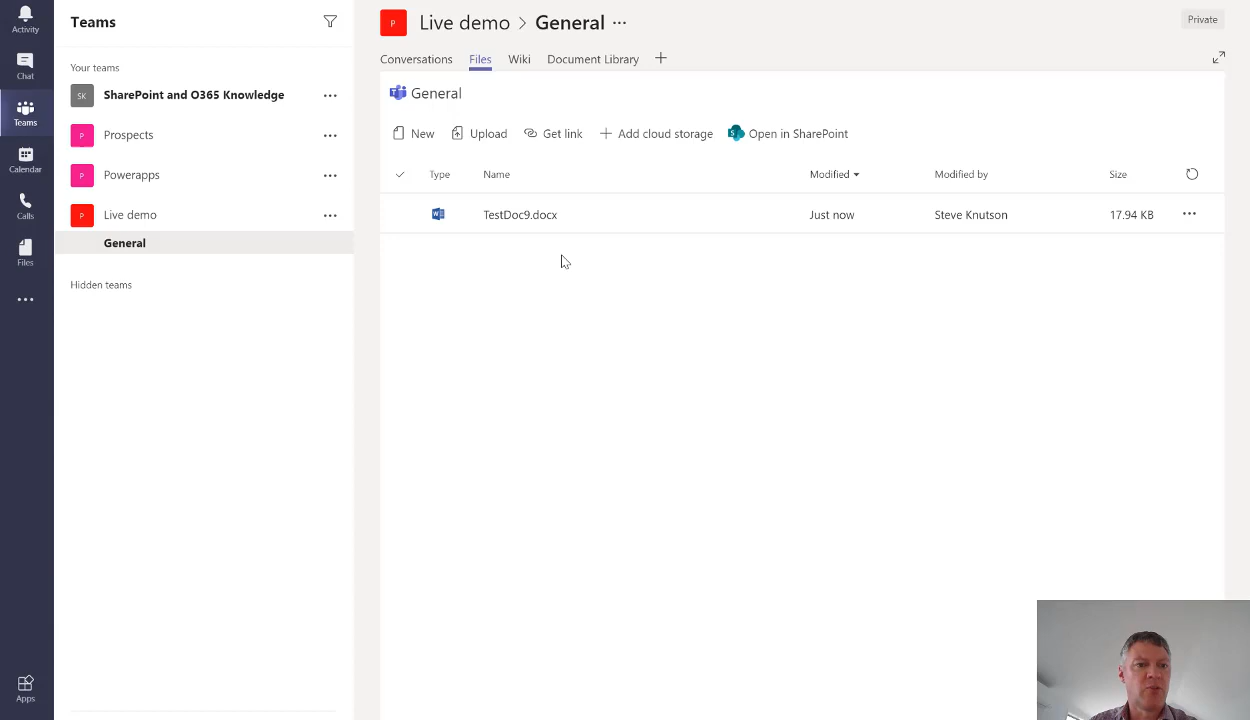 Activity
Chat
Teams
Calendar
Calls
Files
Apps
Teams
Your teams
SK SharePoint and O365 Knowledge
P Prospects
P Powerapps
P Live demo
General
Hidden teams
P Live demo > General
Private
Conversations Files Wiki Document Library
General
New Upload Get link Add cloud storage Open in SharePoint
Type Name Modified Modified by Size
TestDoc9.docx Just now Steve Knutson 17.94 KB